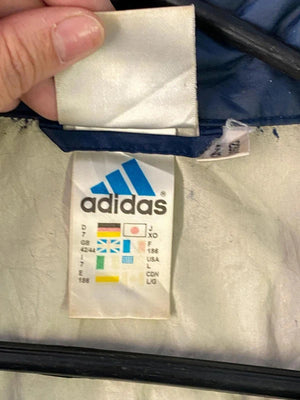 adidas®
D J
7 XO
GB F
42/44 186
I USA
7 L
E CDN
186 L/G